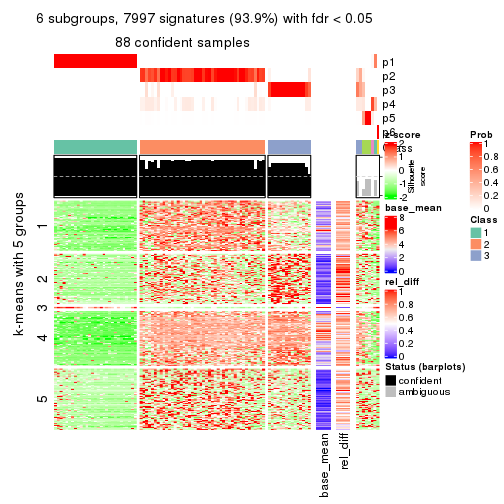 6 subgroups, 7997 signatures (93.9%) with fdr < 0.05
88 confident samples
p1
p2
p3
p4
p5
p6
Class
z-score
2
1
0
-1
-2
Silhouette
score
Prob
1
0.8
0.6
0.4
0.2
0
base_mean
8
6
4
2
0
Class
1
2
3
rel_diff
1
0.8
0.6
0.4
0.2
0
Status (barplots)
confident
ambiguous
k-means with 5 groups
1
2
3
4
5
base_mean
rel_diff